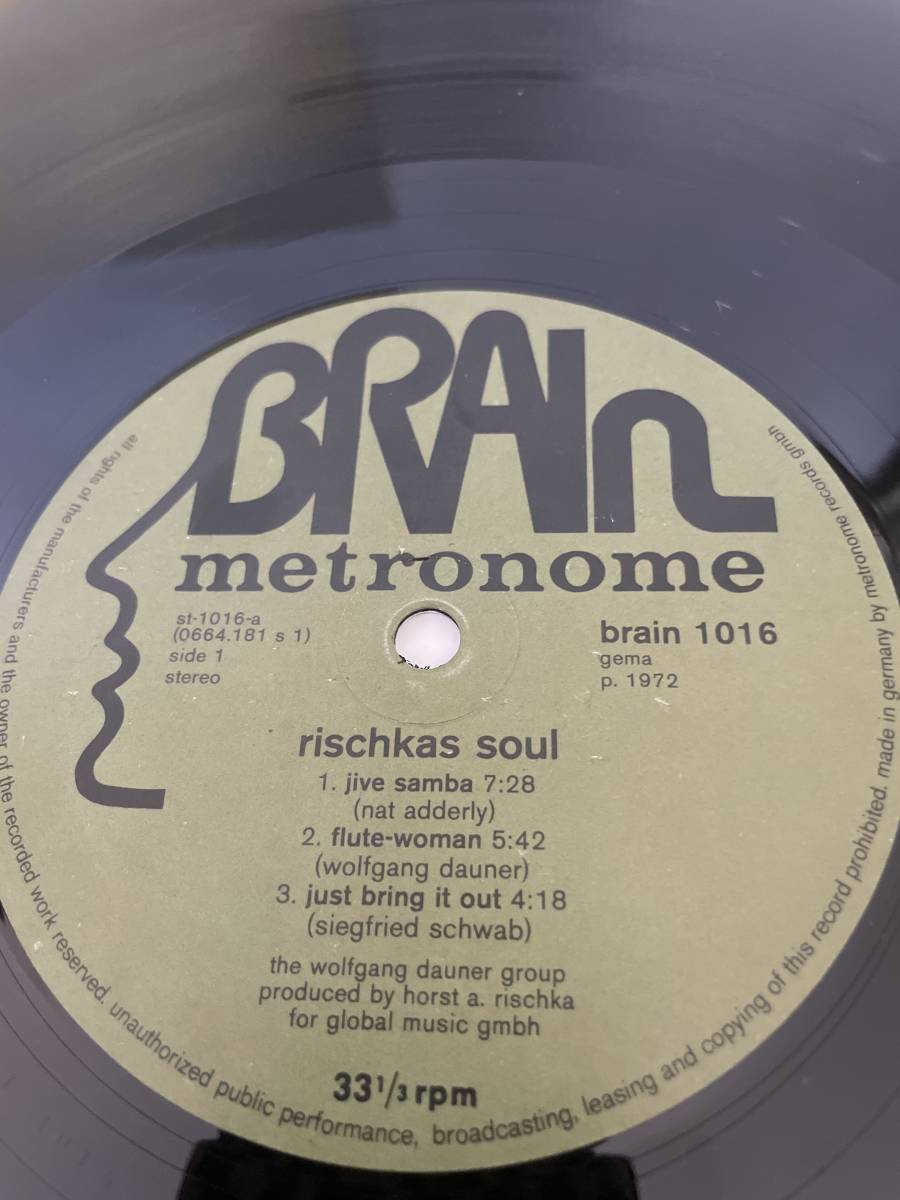 BRAIn
metronome
st-1016-a
(0664.181 s 1)
side 1
stereo
brain 1016
gema
p. 1972
rischkas soul
1. jive samba 7:28
(nat adderly)
2. flute-woman 5:42
(wolfgang dauner)
3. just bring it out 4:18
(siegfried schwab)
the wolfgang dauner group
produced by horst a. rischka
for global music gmbh
33 1/3 rpm
all rights of the manufacturers and the owner of the recorded work reserved. unauthorized public performance, broadcasting, leasing and copying of this record prohibited. made in germany by metronome records gmbh